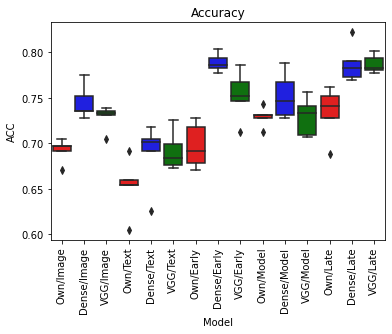 Accuracy
ACC
0.80
0.75
0.70
0.65
0.60
Own/Image
Dense/Image
VGG/Image
Own/Text
Dense/Text
VGG/Text
Own/Early
Dense/Early
VGG/Early
Own/Model
Dense/Model
VGG/Model
Own/Late
Dense/Late
VGG/Late
Model